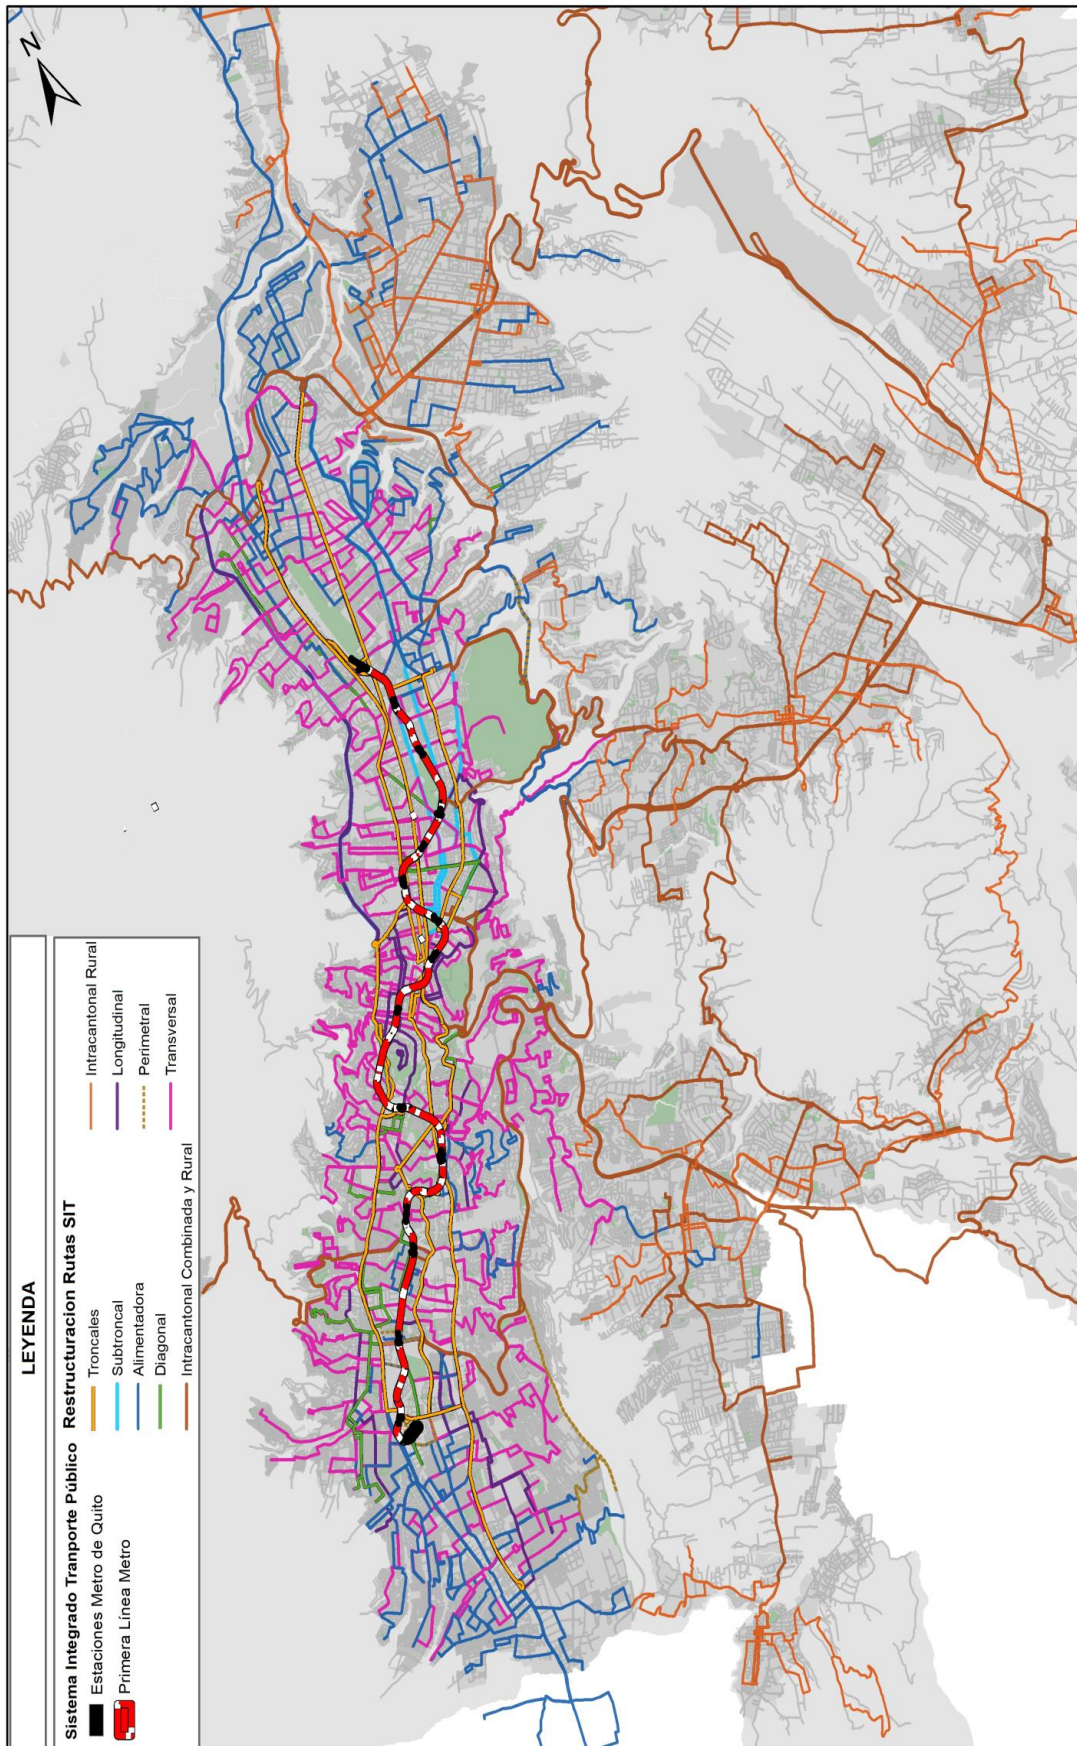 LEYENDA
Sistema Integrado Tranporte Público
Estaciones Metro de Quito
Primera Línea Metro
Restructuracion Rutas SIT
Troncales
Subtroncal
Alimentadora
Diagonal
Intracantonal Combinada y Rural
Intracantonal Rural
Longitudinal
Perimetral
Transversal
N